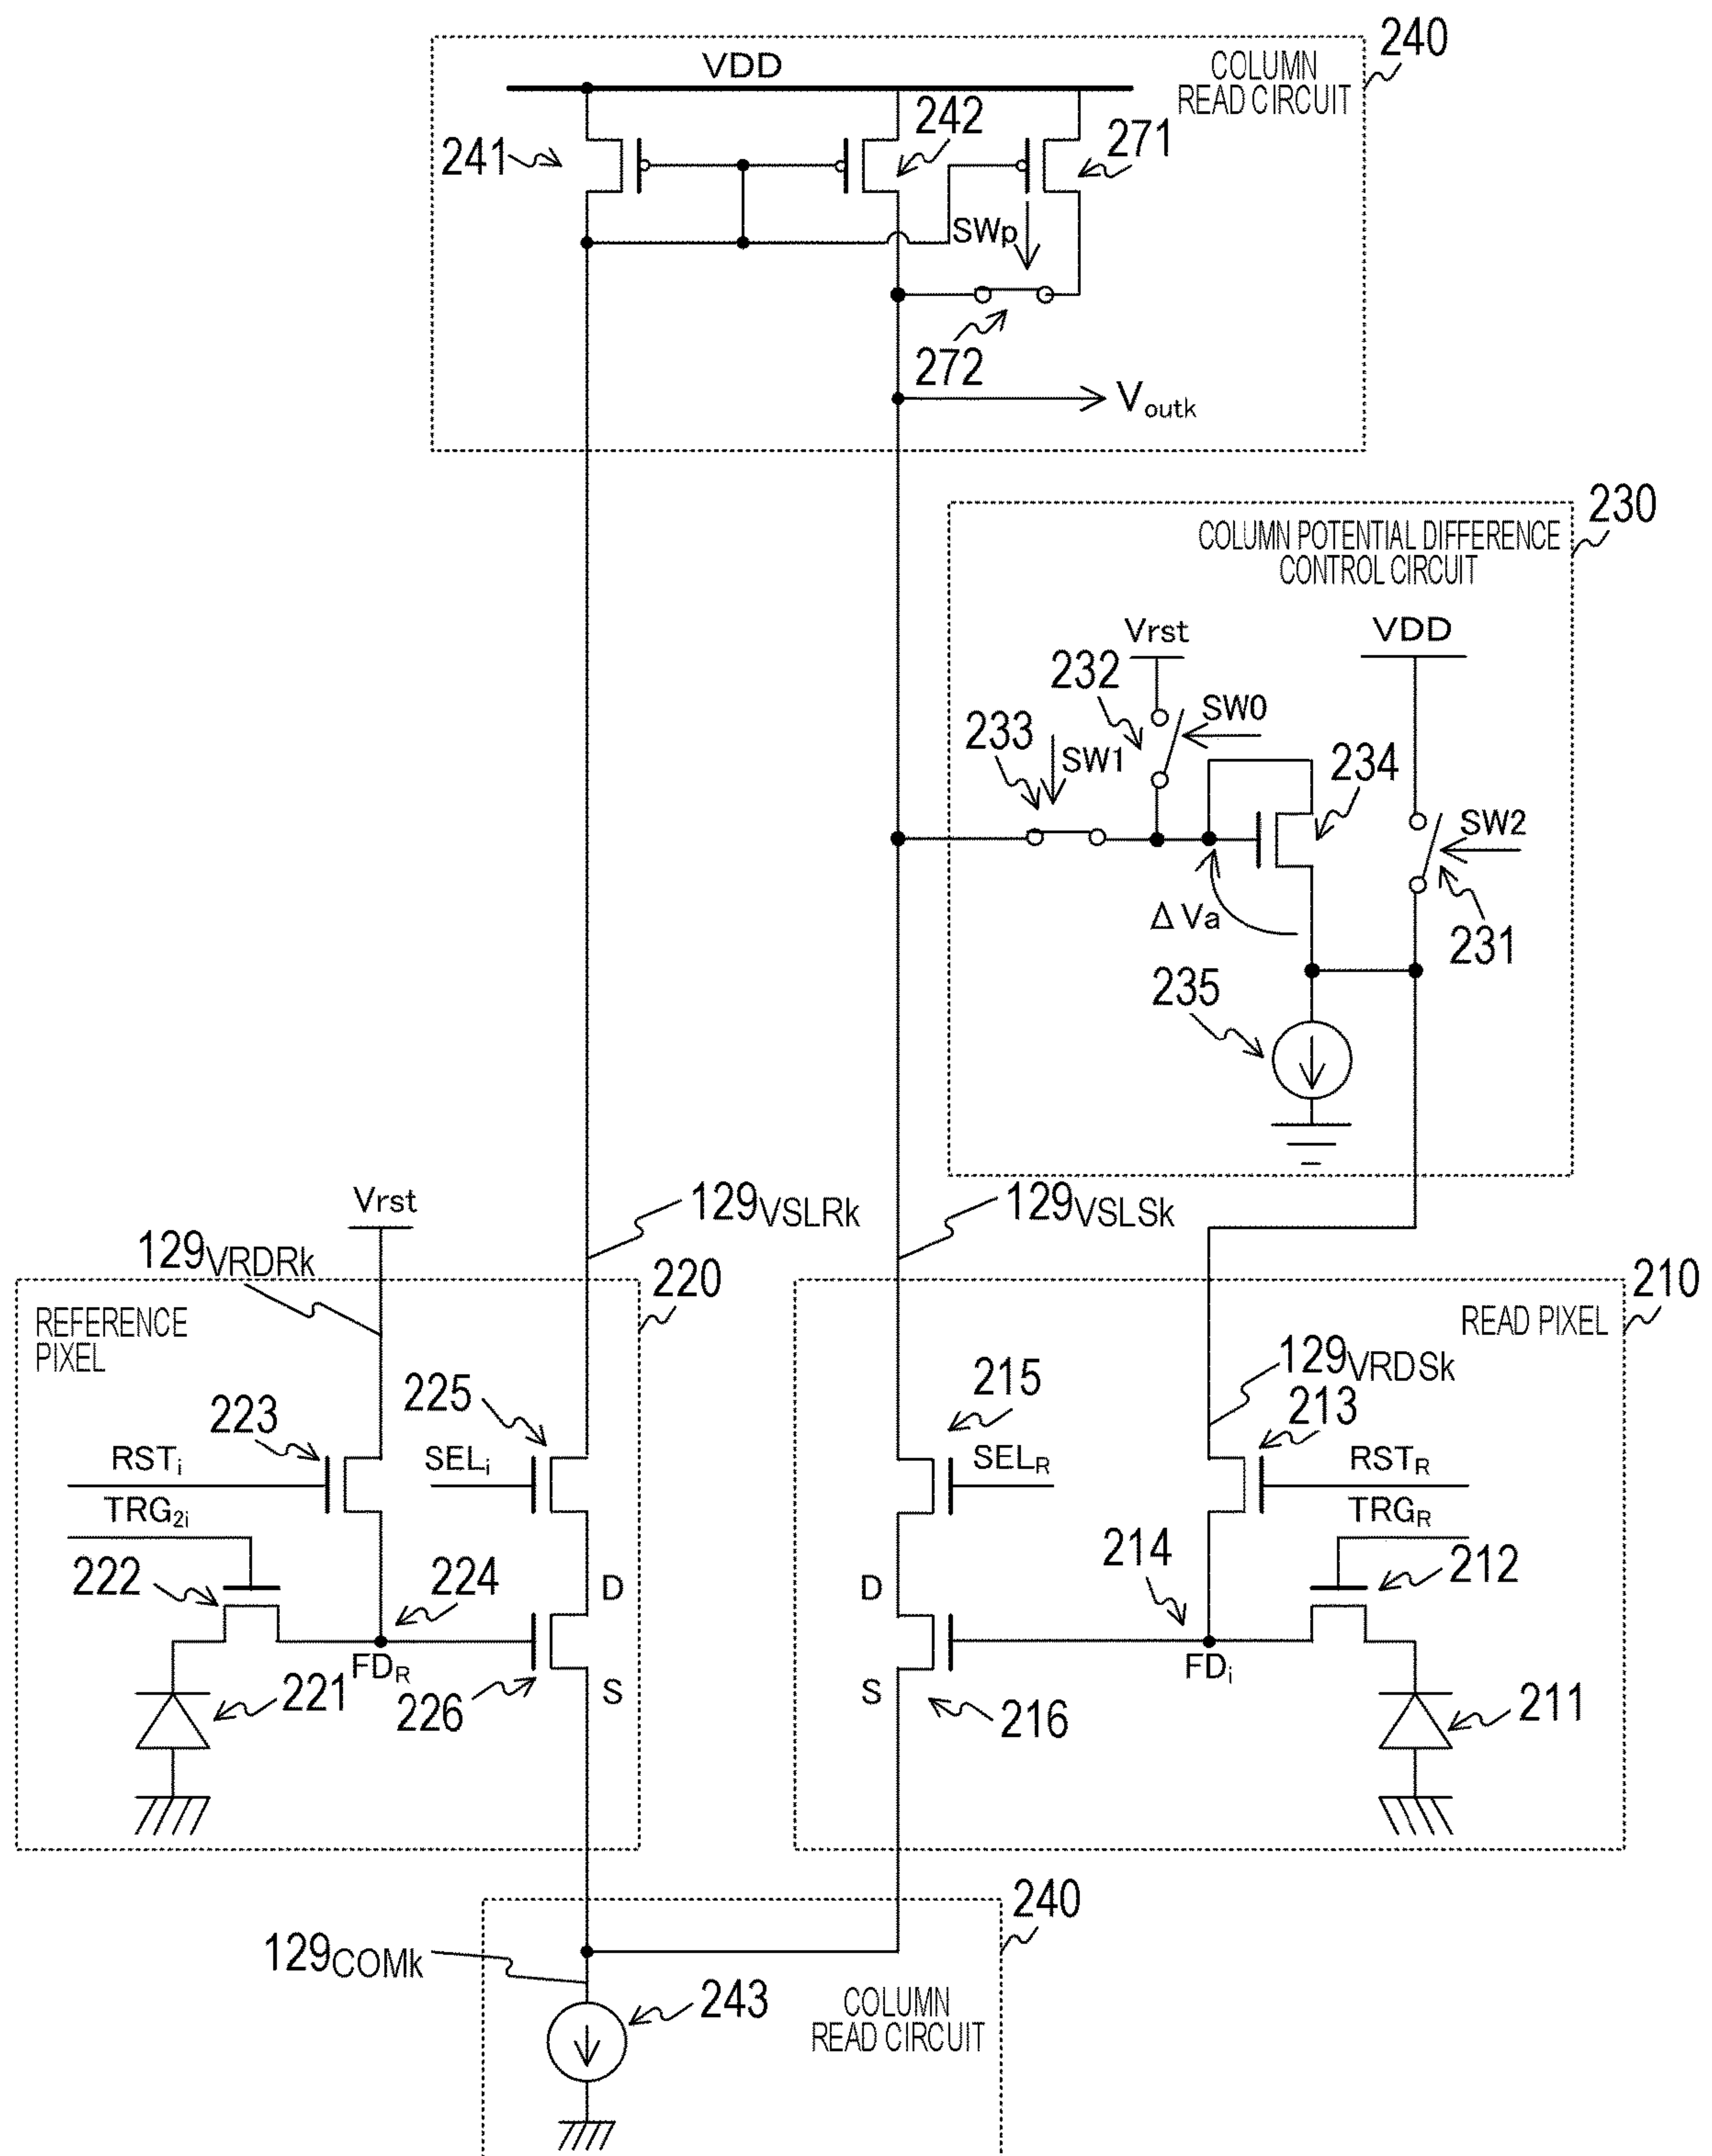 240
VDD
COLUMN
READ CIRCUIT
241
242
271
SWp
272
Voutk
230
COLUMN POTENTIAL DIFFERENCE
CONTROL CIRCUIT
Vrst
VDD
232
SW0
233
SW1
234
SW2
ΔVa
231
235
Vrst
129VSLRk
129VSLSk
129VRDRk
220
210
REFERENCE
PIXEL
READ PIXEL
129VRDSk
225
215
213
223
RSTi
SELi
SELR
RSTR
TRG2i
TRGR
222
224
214
212
D
D
FDR
FDi
221
226
S
S
216
211
240
129COMk
243
COLUMN
READ CIRCUIT